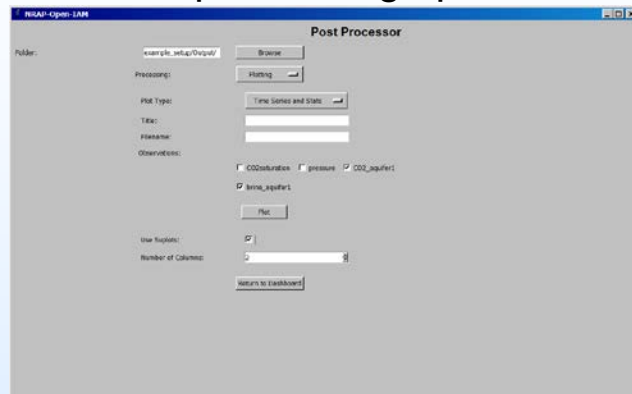 NRAP-Open-IAM
Post Processor
Folder: example_setup/Output/ Browse
Processing: Plotting
Plot Type: Time Series and Stats
Title:
Filename:
Observations:
CO2saturation pressure CO2_aquifer1
brine_aquifer1
Plot
Use Suplots:
Number of Columns: 2
Return to Dashboard